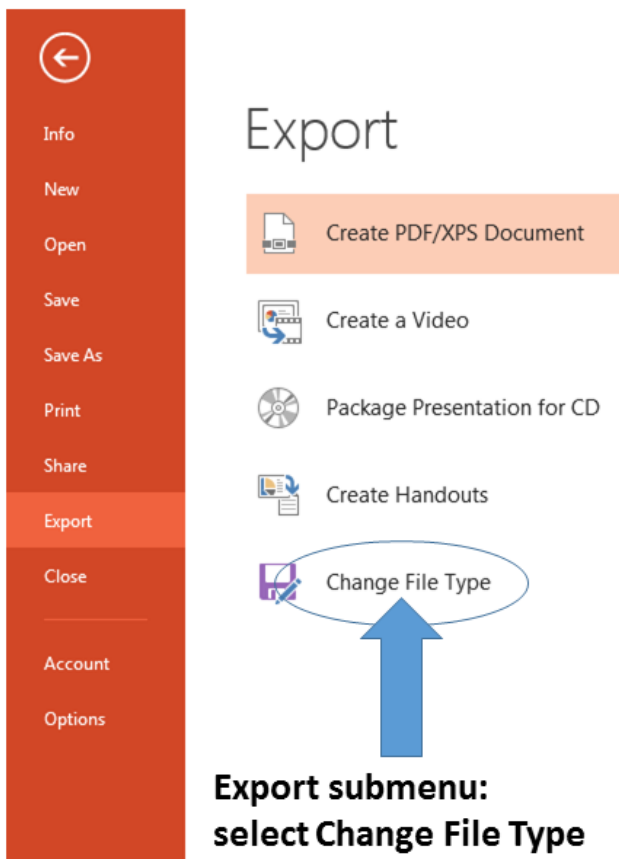 Info
New
Open
Save
Save As
Print
Share
Export
Close
Account
Options
Export
Create PDF/XPS Document
Create a Video
Package Presentation for CD
Create Handouts
Change File Type
Export submenu:
select Change File Type